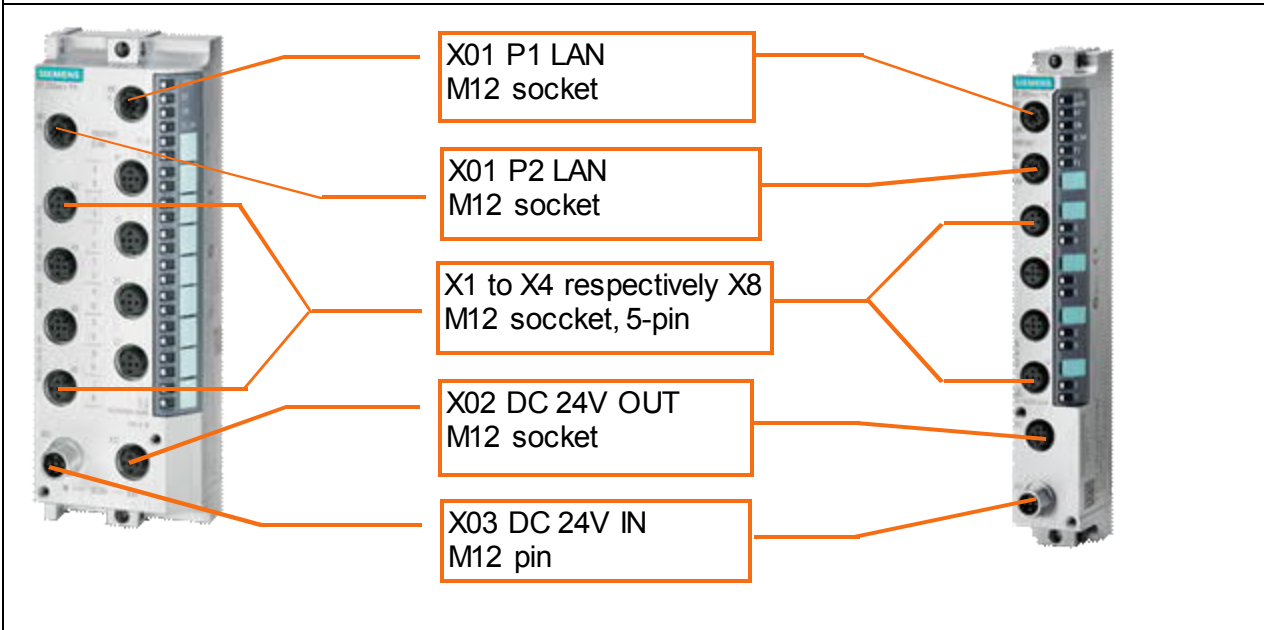 X01 P1 LAN
M12 socket
X01 P2 LAN
M12 socket
X1 to X4 respectively X8
M12 soccket, 5-pin
X02 DC 24V OUT
M12 socket
X03 DC 24V IN
M12 pin
SIEMENS
SIEMENS